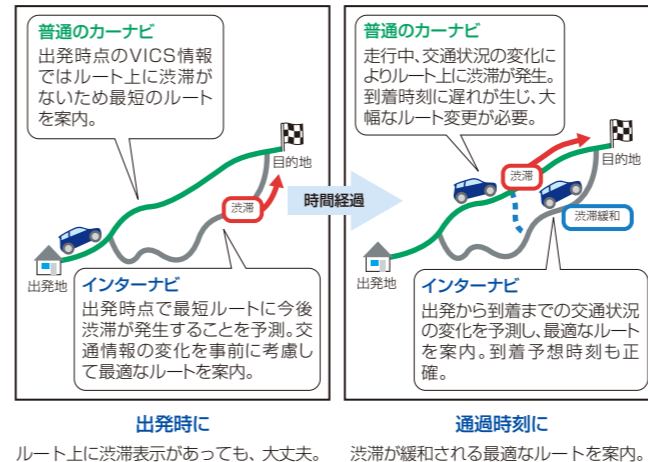 普通のカーナビ
出発時点のVICS情報
ではルート上に渋滞が
ないため最短のルート
を案内。
目的地
渋滞
出発地
インターナビ
出発時点で最短ルートに今後
渋滞が発生することを予測。交
通情報の変化を事前に考慮し
て最適なルートを案内。
時間経過
普通のカーナビ
走行中、交通状況の変化に
よりルート上に渋滞が発生。
到着時刻に遅れが生じ、大
幅なルート変更が必要。
目的地
渋滞
渋滞緩和
出発地
インターナビ
出発から到着までの交通状況
の変化を予測し、最適なルート
を案内。到着予想時刻も正
確。
出発時に
ルート上に渋滞表示があっても、大丈夫。
通過時刻に
渋滞が緩和される最適なルートを案内。